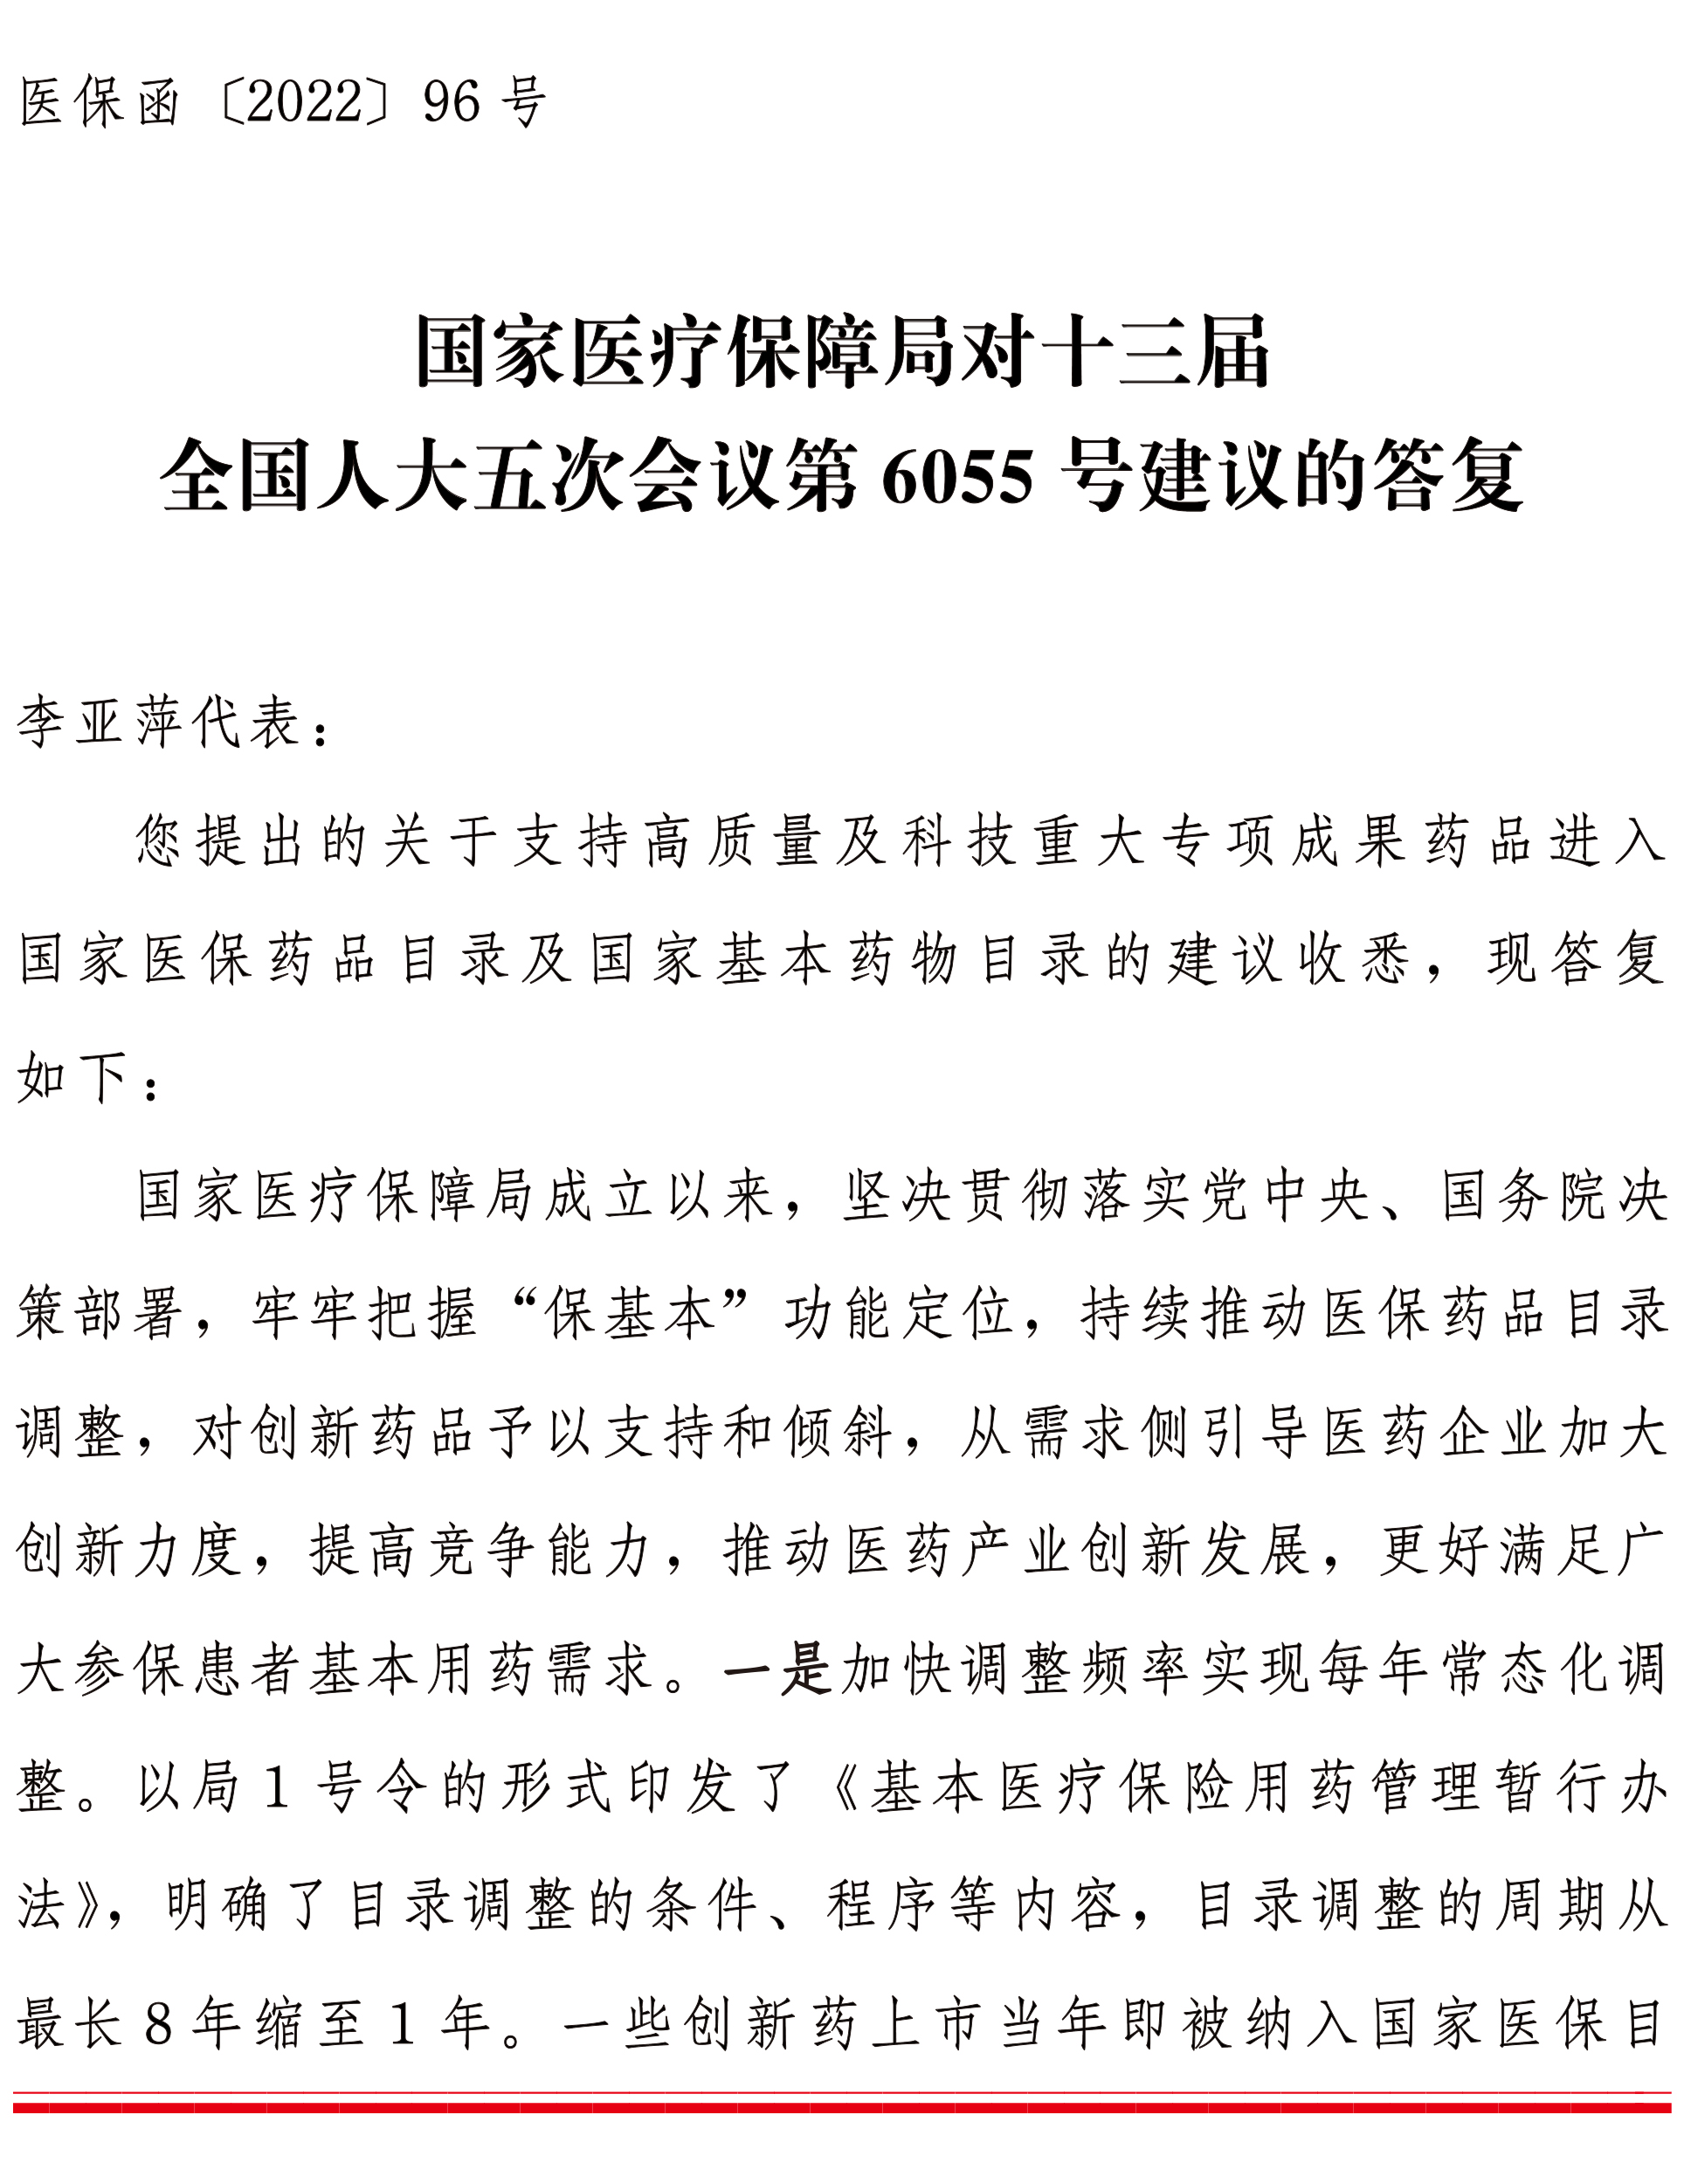 医保函〔2022〕96 号
国家医疗保障局对十三届
全国人大五次会议第 6055 号建议的答复
李亚萍代表：
您提出的关于支持高质量及科技重大专项成果药品进入
国家医保药品目录及国家基本药物目录的建议收悉，现答复
如下：
国家医疗保障局成立以来，坚决贯彻落实党中央、国务院决
策部署，牢牢把握“保基本”功能定位，持续推动医保药品目录
调整，对创新药品予以支持和倾斜，从需求侧引导医药企业加大
创新力度，提高竞争能力，推动医药产业创新发展，更好满足广
大参保患者基本用药需求。一是加快调整频率实现每年常态化调
整。以局 1 号令的形式印发了《基本医疗保险用药管理暂行办
法》，明确了目录调整的条件、程序等内容，目录调整的周期从
最长 8 年缩至 1 年。一些创新药上市当年即被纳入国家医保目